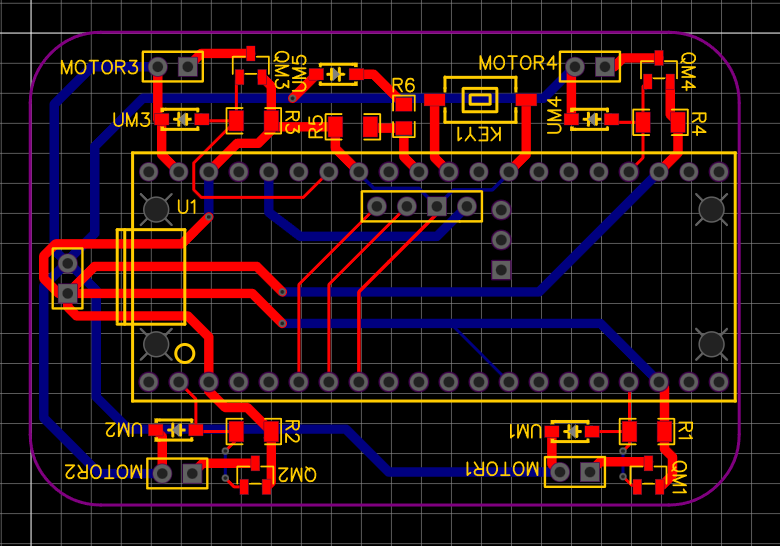 MOTOR3
QM3
UM5
R6
MOTOR4
QM4
UM3
R3
R5
KEY1
UM4
R4
U1
UM2
R2
UM1
R1
MOTOR2
QM2
MOTOR1
QM1